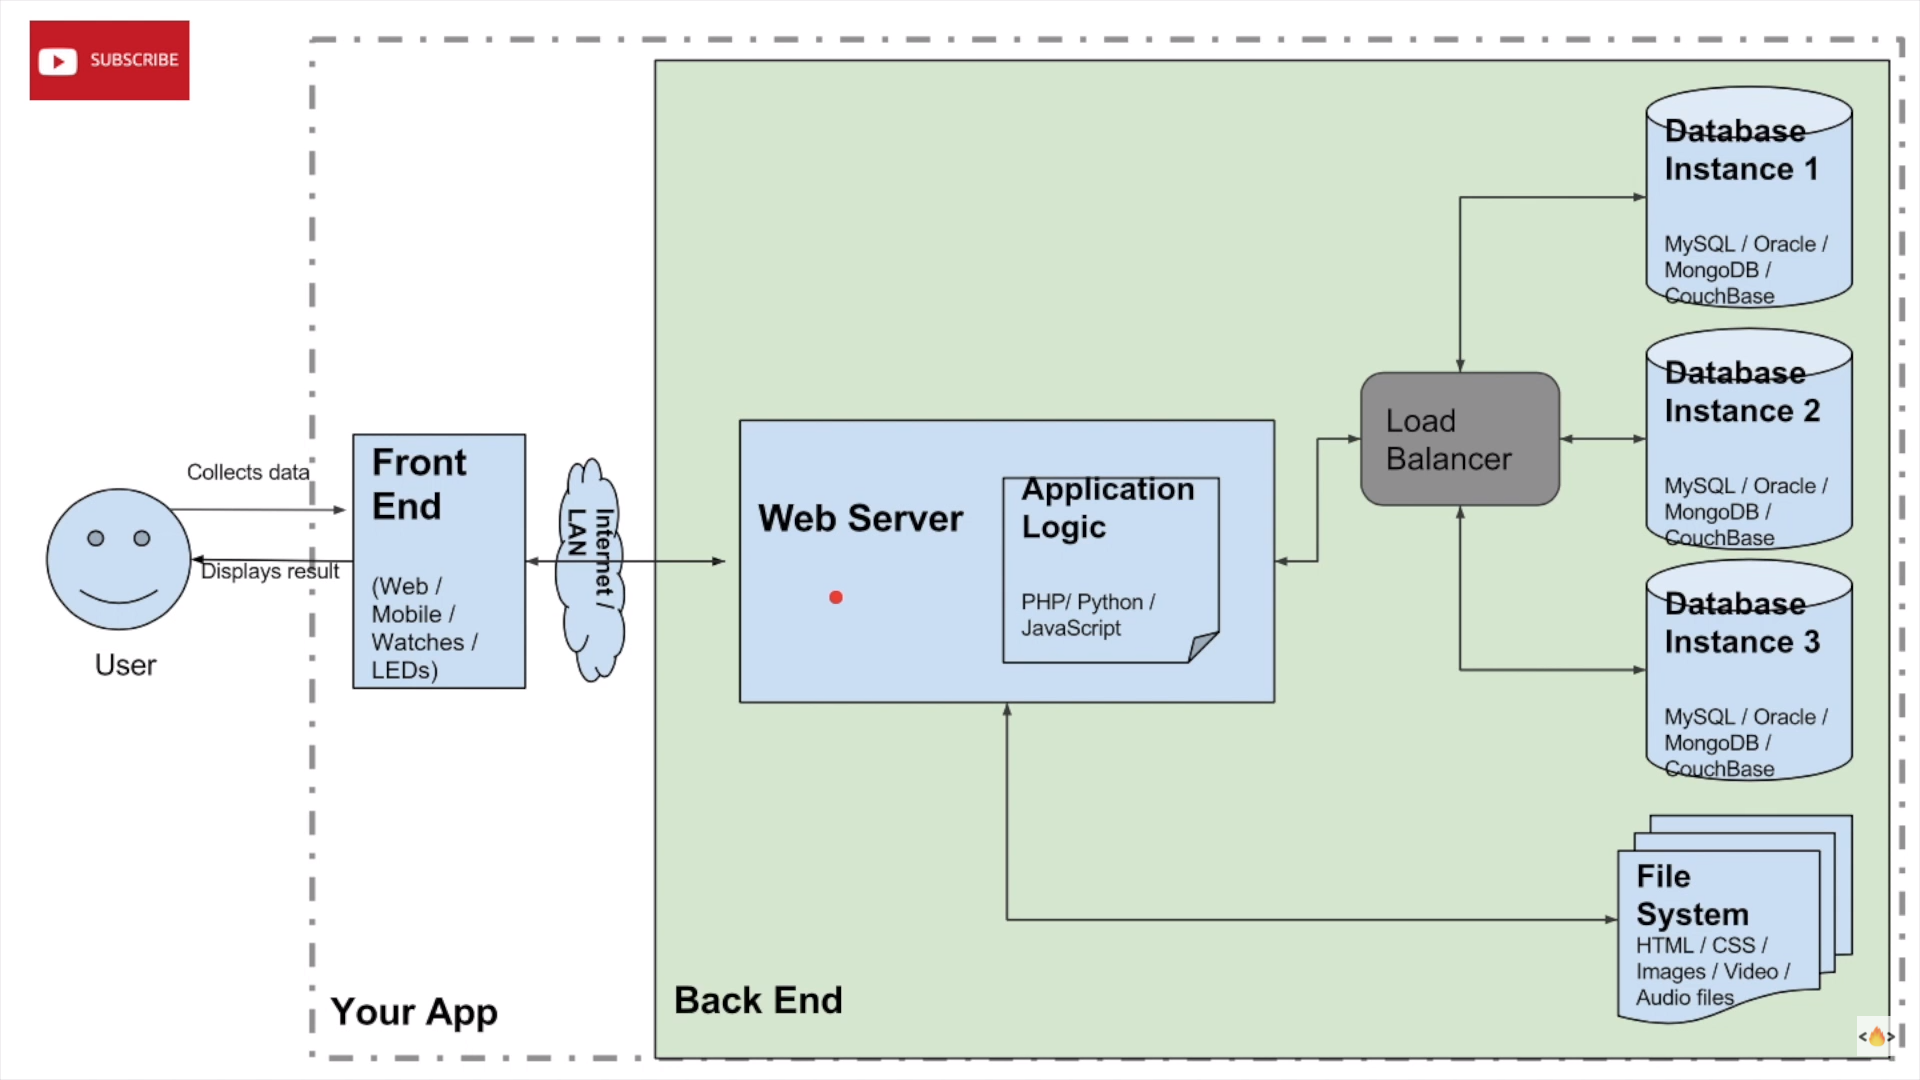 SUBSCRIBE
Collects data
Displays result
User
Front
End
(Web /
Mobile /
Watches /
LEDs)
Internet /
LAN
Web Server
Application
Logic
PHP/ Python /
JavaScript
Load
Balancer
Database
Instance 1
MySQL / Oracle /
MongoDB /
CouchBase
Database
Instance 2
MySQL / Oracle /
MongoDB /
CouchBase
Database
Instance 3
MySQL / Oracle /
MongoDB /
CouchBase
File
System
HTML / CSS /
Images / Video /
Audio files
Your App
Back End